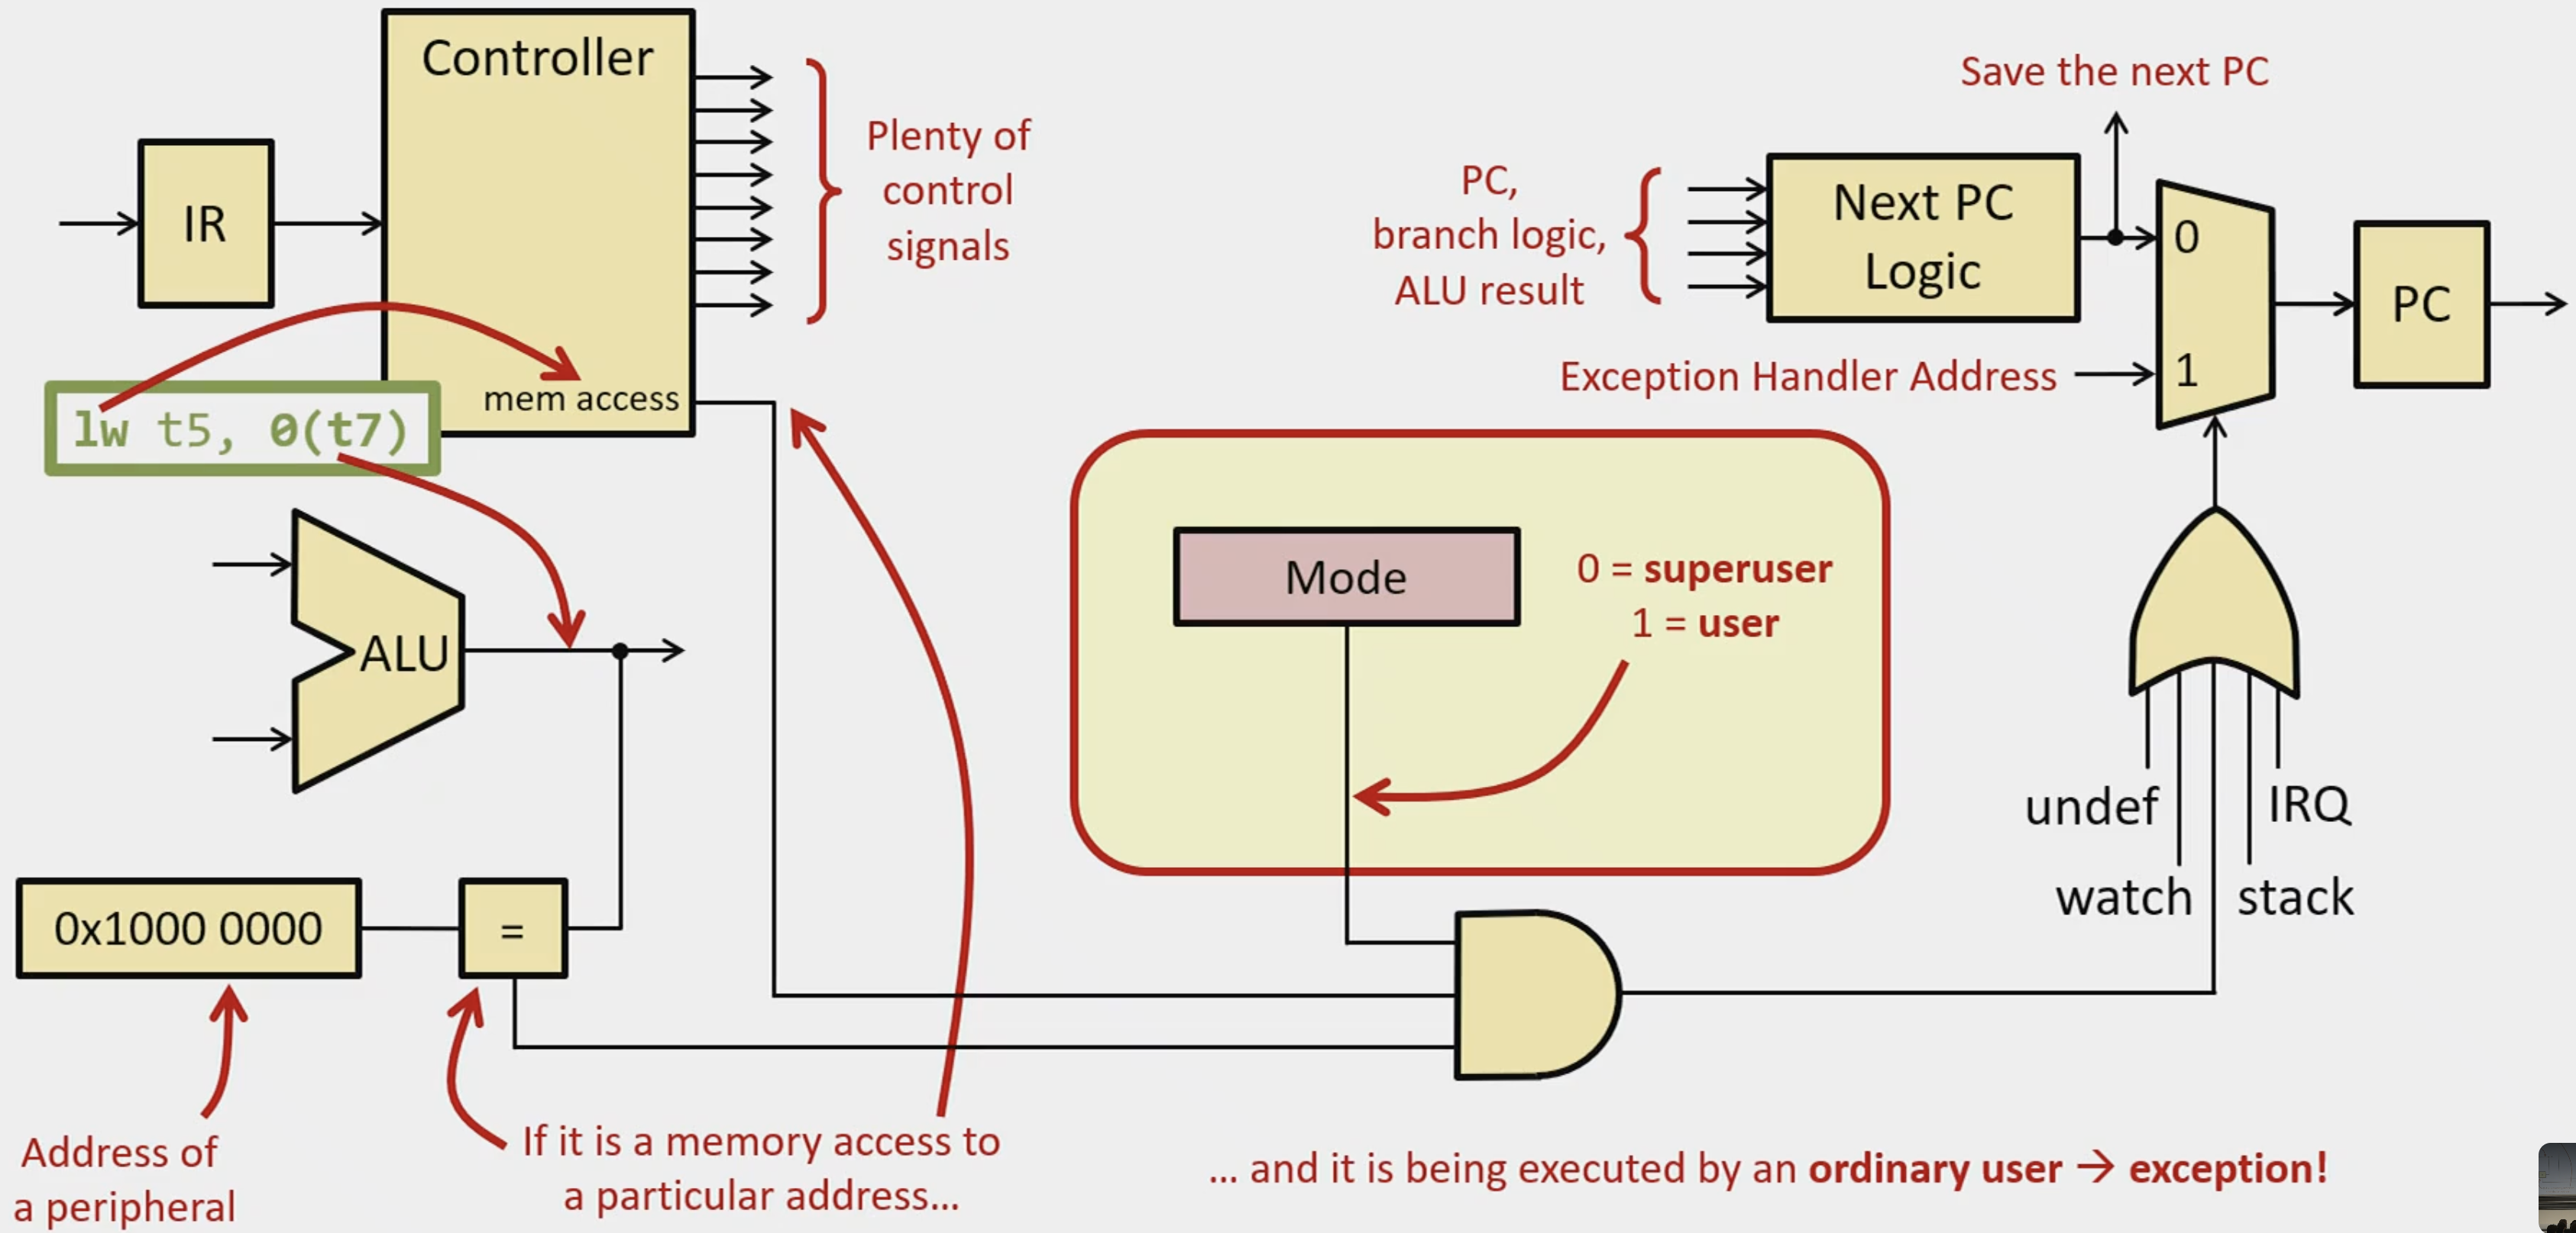 Controller
Save the next PC
Plenty of
control
signals
IR
PC,
branch logic,
ALU result
Next PC
Logic
0
PC
1
Exception Handler Address
mem access
lw t5, 0(t7)
Mode
0 = superuser
1 = user
ALU
undef
IRQ
watch
stack
0x1000 0000
=
Address of
a peripheral
If it is a memory access to
a particular address...
... and it is being executed by an ordinary user → exception!